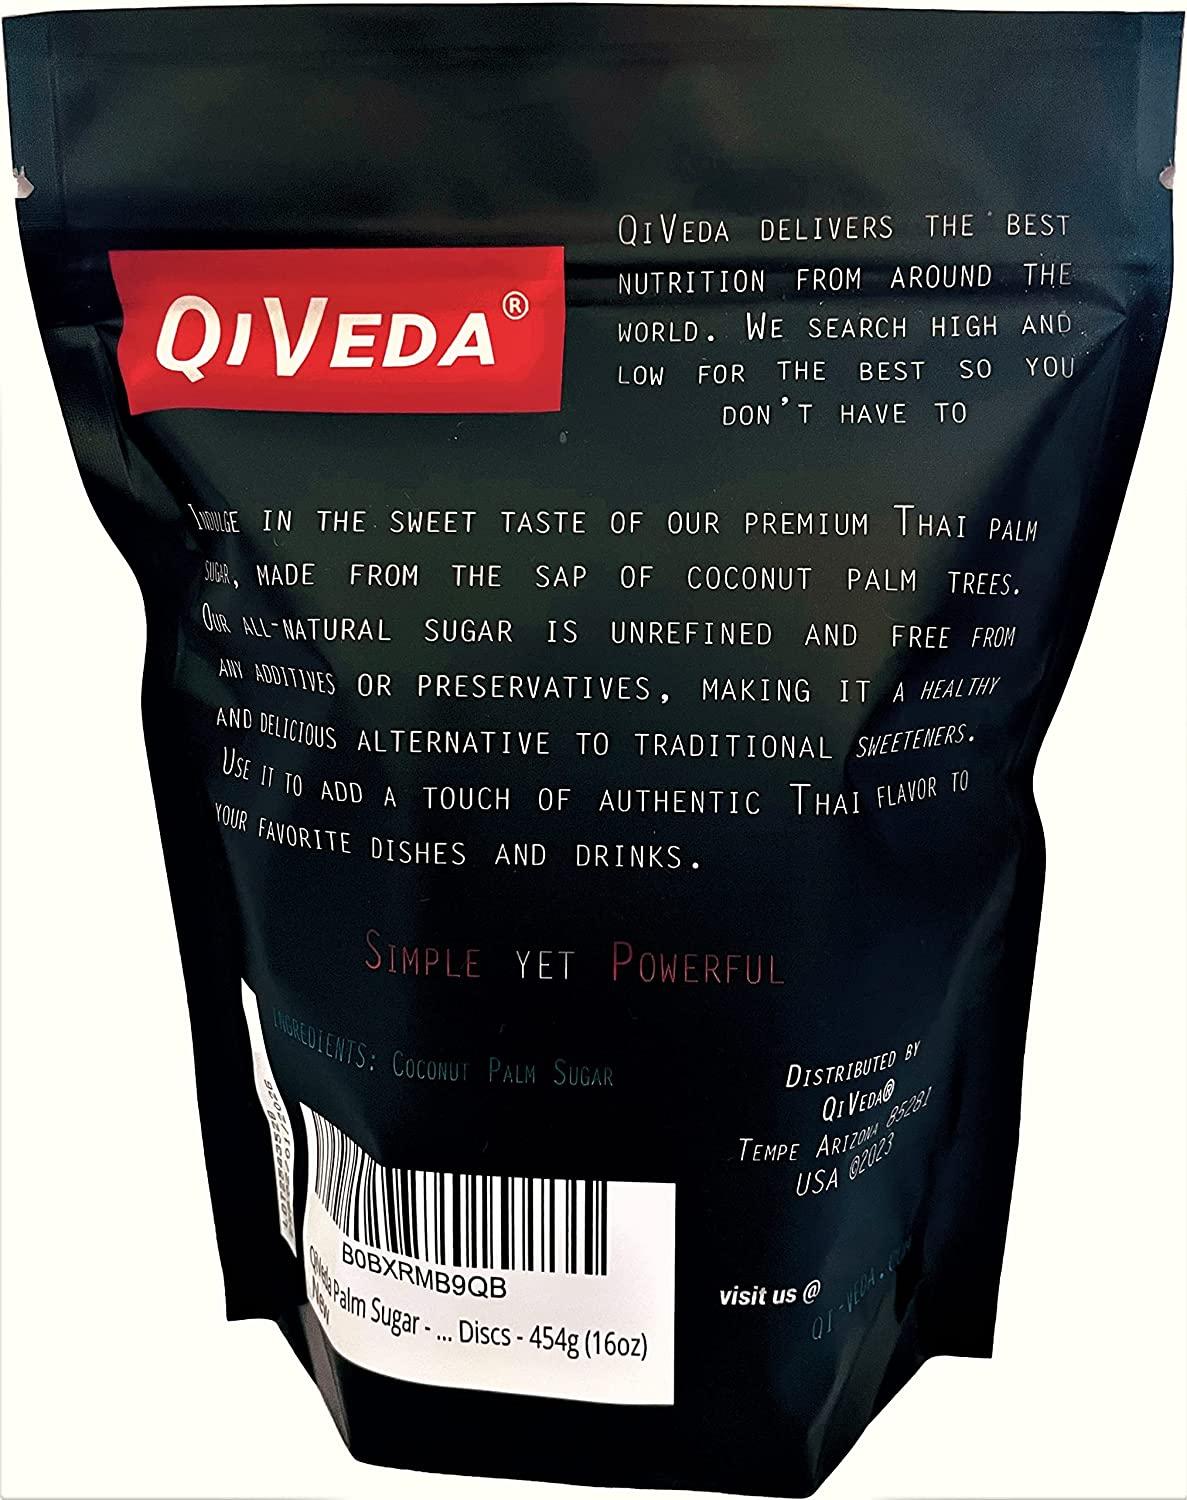 QiVeda®
QiVeda delivers the best
nutrition from around the
world. We search high and
low for the best so you
don't have to
Indulge in the sweet taste of our premium Thai palm
sugar, made from the sap of coconut palm trees.
Our all-natural sugar is unrefined and free from
any additives or preservatives, making it a healthy
and delicious alternative to traditional sweeteners.
Use it to add a touch of authentic Thai flavor to
your favorite dishes and drinks.
Simple yet Powerful
Ingredients: Coconut Palm Sugar
Distributed by
QiVeda®
Tempe Arizona 85281
USA ©2023
visit us @
qi-veda.com
B0BXRMB9QB
QiVeda Palm Sugar - ... Discs - 454g (16oz)
New